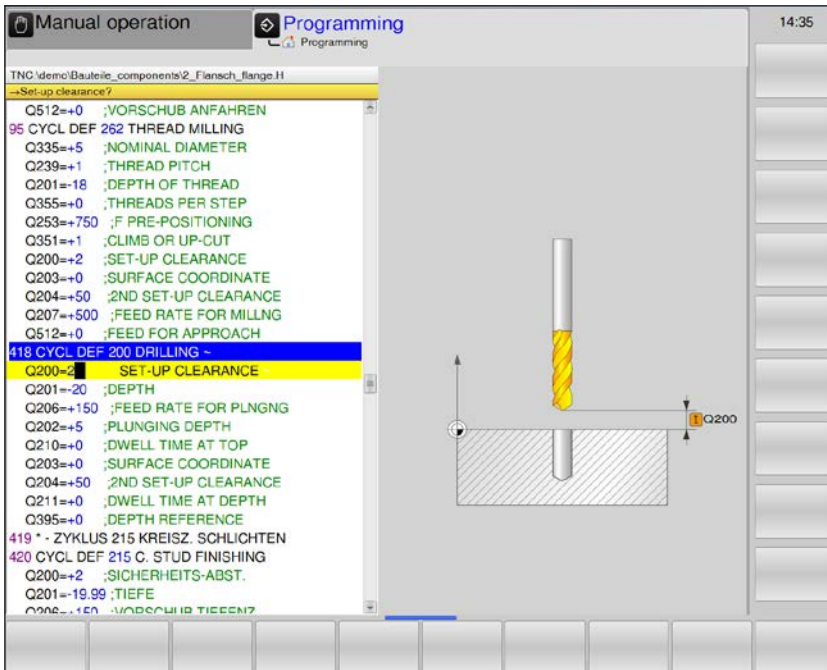 Manual operation
Programming
Programming
14:35
TNC:\demo\Bauteile_components\2_Flansch_flange.H
→Set-up clearance?
Q512=+0 ;VORSCHUB ANFAHREN
95 CYCL DEF 262 THREAD MILLING
Q335=+5 ;NOMINAL DIAMETER
Q239=+1 ;THREAD PITCH
Q201=-18 ;DEPTH OF THREAD
Q355=+0 ;THREADS PER STEP
Q253=+750 ;F PRE-POSITIONING
Q351=+1 ;CLIMB OR UP-CUT
Q200=+2 ;SET-UP CLEARANCE
Q203=+0 ;SURFACE COORDINATE
Q204=+50 ;2ND SET-UP CLEARANCE
Q207=+500 ;FEED RATE FOR MILLNG
Q512=+0 ;FEED FOR APPROACH
418 CYCL DEF 200 DRILLING ~
Q200=2 SET-UP CLEARANCE ~
Q201=-20 ;DEPTH
Q206=+150 ;FEED RATE FOR PLNGNG
Q202=+5 ;PLUNGING DEPTH
Q210=+0 ;DWELL TIME AT TOP
Q203=+0 ;SURFACE COORDINATE
Q204=+50 ;2ND SET-UP CLEARANCE
Q211=+0 ;DWELL TIME AT DEPTH
Q395=+0 ;DEPTH REFERENCE
419 * - ZYKLUS 215 KREISZ. SCHLICHTEN
420 CYCL DEF 215 C. STUD FINISHING
Q200=+2 ;SICHERHEITS-ABST.
Q201=-19.99 ;TIEFE
Q206=+150 ;VORSCHUB TIEFENZ.
Q200